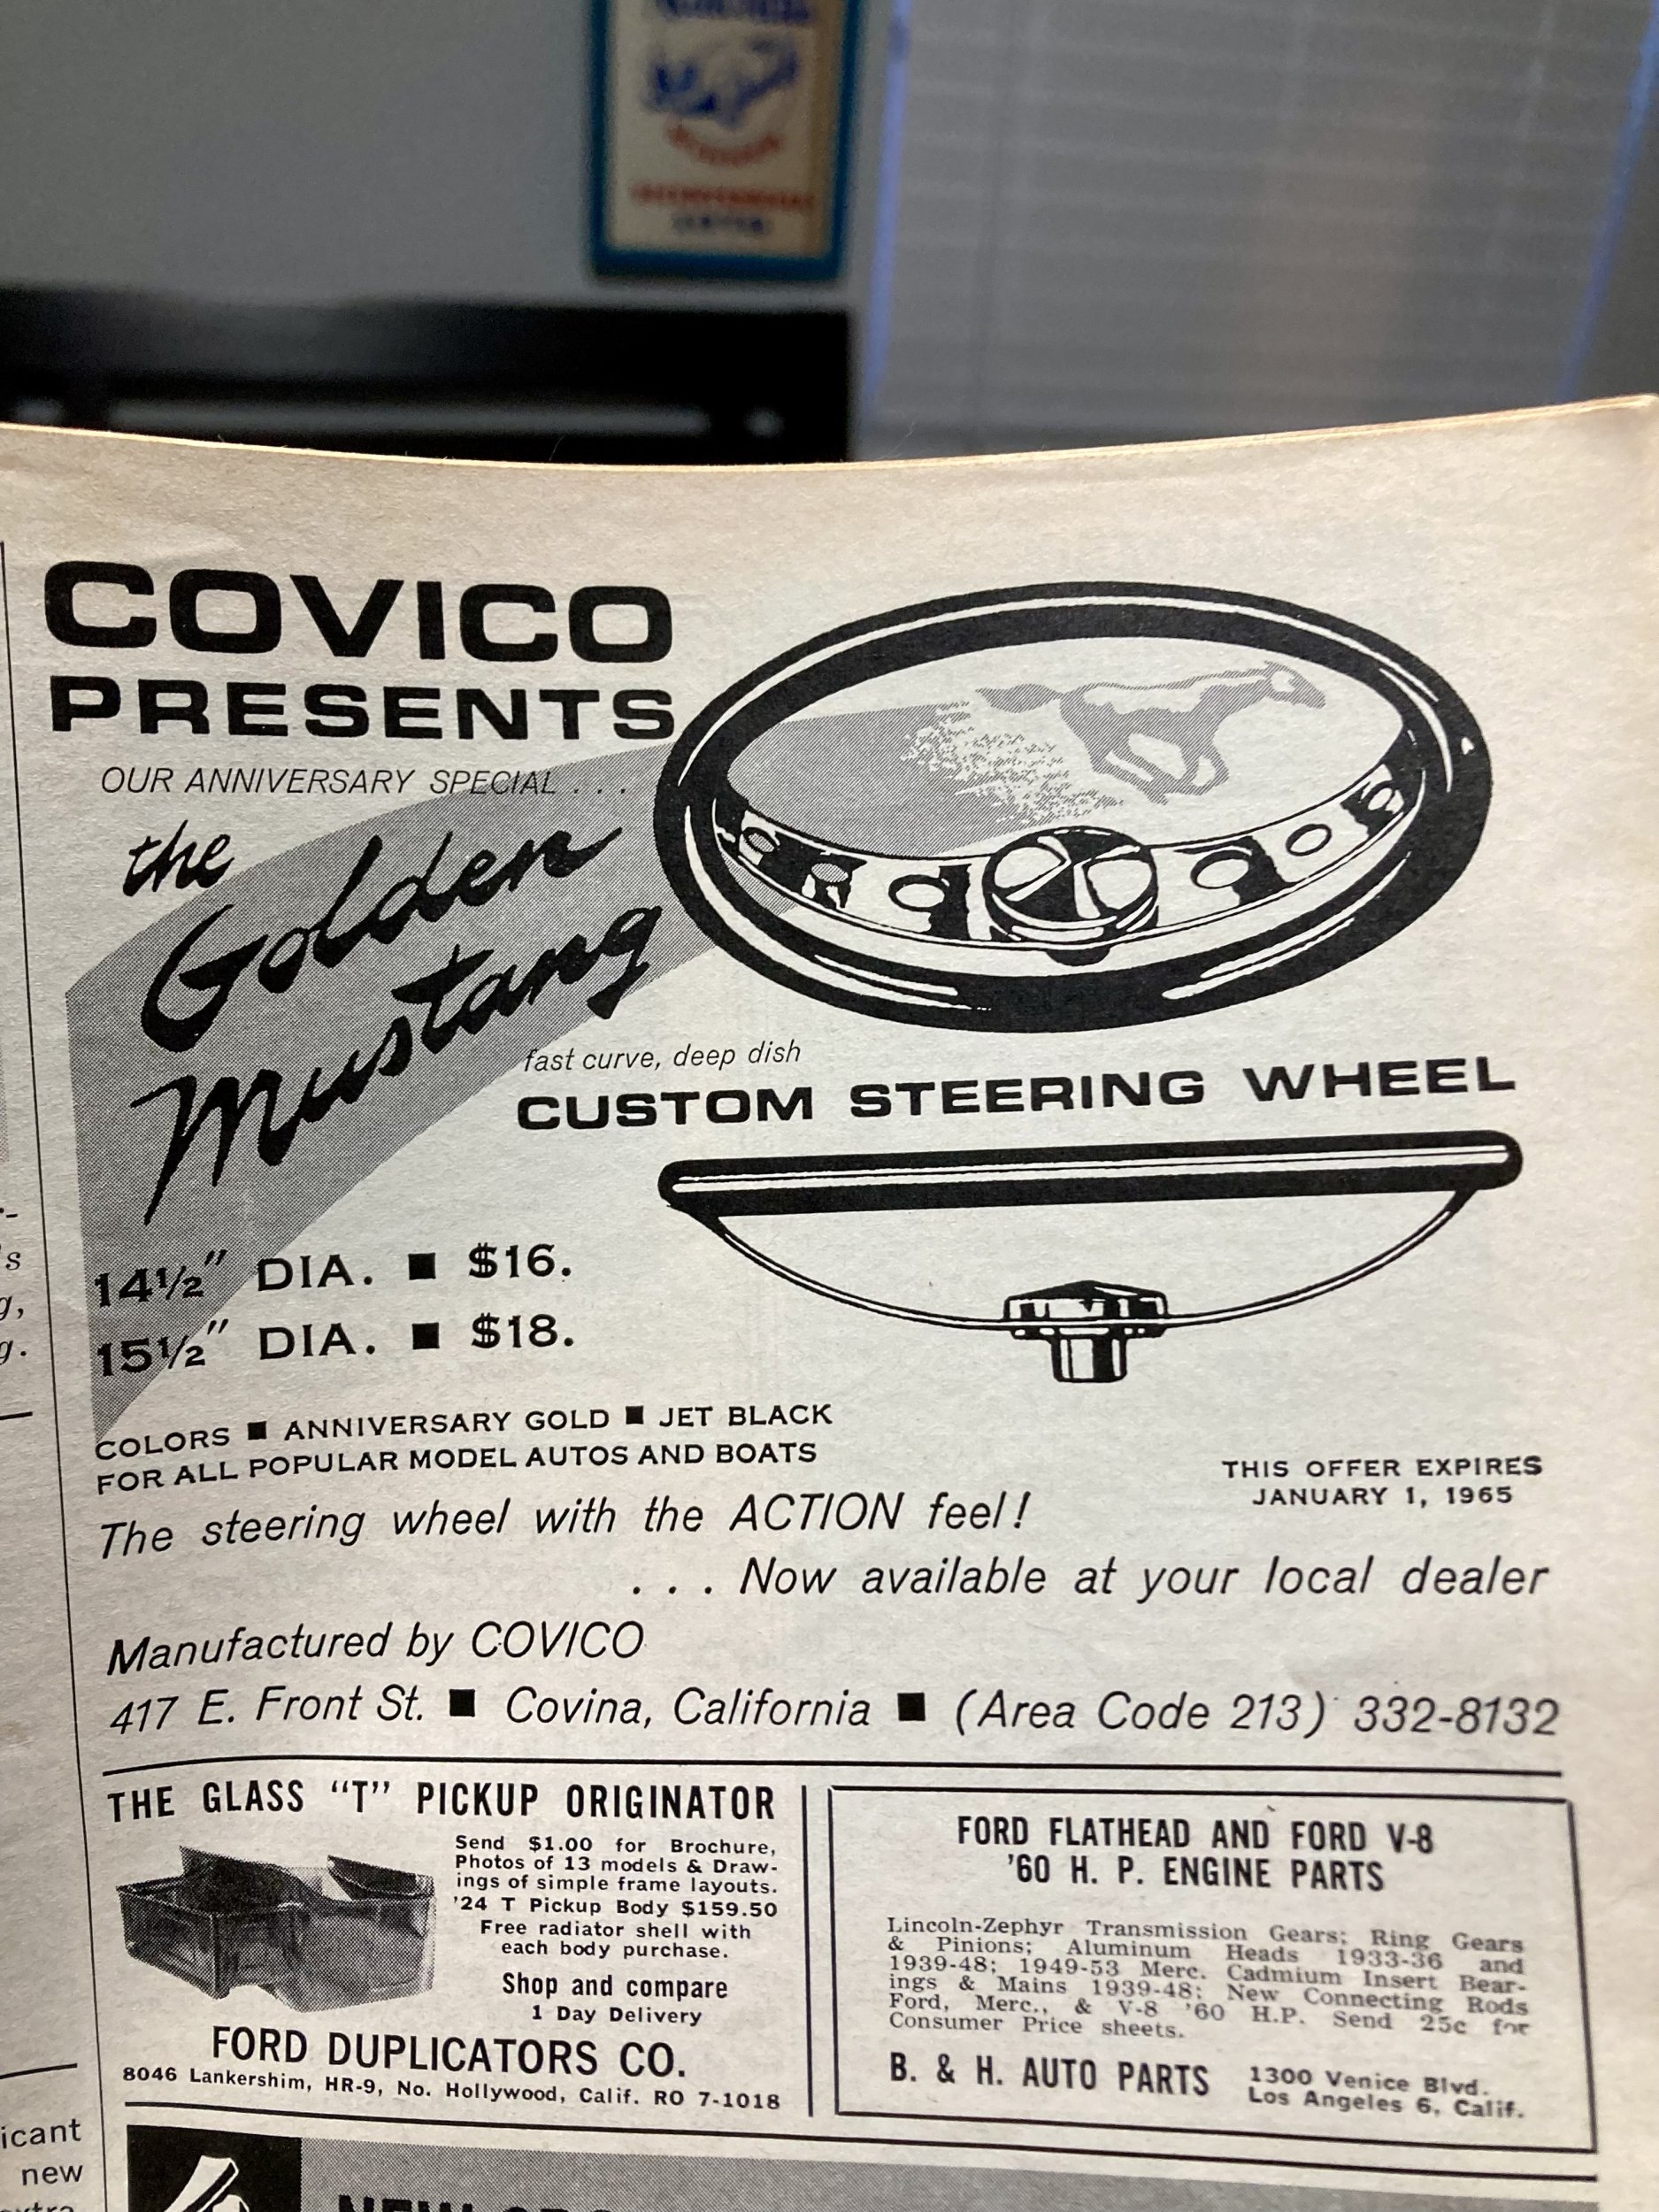 COVICO
PRESENTS
OUR ANNIVERSARY SPECIAL . . .
the
Golden
Mustang
fast curve, deep dish
CUSTOM STEERING WHEEL
14½" DIA. ■ $16.
15½" DIA. ■ $18.
COLORS ■ ANNIVERSARY GOLD ■ JET BLACK
FOR ALL POPULAR MODEL AUTOS AND BOATS
THIS OFFER EXPIRES
JANUARY 1, 1965
The steering wheel with the ACTION feel!
. . . Now available at your local dealer
Manufactured by COVICO
417 E. Front St. ■ Covina, California ■ (Area Code 213) 332-8132
THE GLASS "T" PICKUP ORIGINATOR
Send $1.00 for Brochure,
Photos of 13 models & Draw-
ings of simple frame layouts.
'24 T Pickup Body $159.50
Free radiator shell with
each body purchase.
Shop and compare
1 Day Delivery
FORD DUPLICATORS CO.
8046 Lankershim, HR-9, No. Hollywood, Calif. RO 7-1018
FORD FLATHEAD AND FORD V-8
'60 H. P. ENGINE PARTS
Lincoln-Zephyr Transmission Gears; Ring Gears
& Pinions; Aluminum Heads 1933-36 and
1939-48; 1949-53 Merc. Cadmium Insert Bear-
ings & Mains 1939-48; New Connecting Rods
Ford, Merc., & V-8 '60 H.P. Send 25c for
Consumer Price sheets.
B. & H. AUTO PARTS
1300 Venice Blvd.
Los Angeles 6, Calif.
icant
new